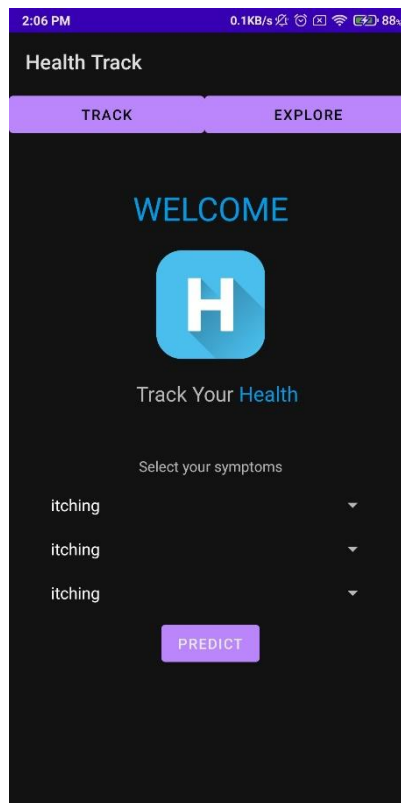 2:06 PM 0.1KB/s 88%
Health Track
TRACK EXPLORE
WELCOME
H
Track Your Health
Select your symptoms
itching
itching
itching
PREDICT